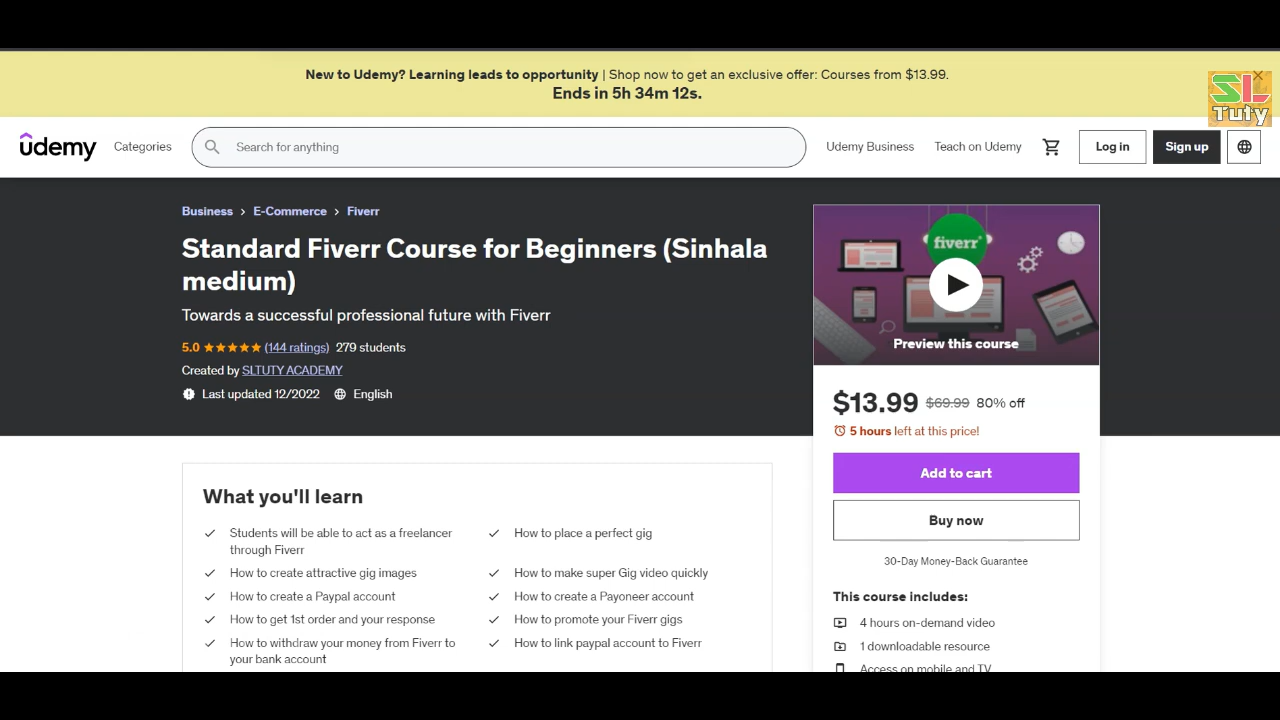 New to Udemy? Learning leads to opportunity | Shop now to get an exclusive offer: Courses from $13.99.
Ends in 5h 34m 12s.
SL
Tuty
udemy
Categories
Search for anything
Udemy Business
Teach on Udemy
Log in
Sign up
Business > E-Commerce > Fiverr
Standard Fiverr Course for Beginners (Sinhala
medium)
Towards a successful professional future with Fiverr
5.0 ★★★★★ (144 ratings) 279 students
Created by SLTUTY ACADEMY
Last updated 12/2022 English
fiverr
Preview this course
$13.99 $69.99 80% off
5 hours left at this price!
Add to cart
Buy now
30-Day Money-Back Guarantee
This course includes:
4 hours on-demand video
1 downloadable resource
Access on mobile and TV
What you'll learn
Students will be able to act as a freelancer
through Fiverr
How to place a perfect gig
How to create attractive gig images
How to make super Gig video quickly
How to create a Paypal account
How to create a Payoneer account
How to get 1st order and your response
How to promote your Fiverr gigs
How to withdraw your money from Fiverr to
your bank account
How to link paypal account to Fiverr